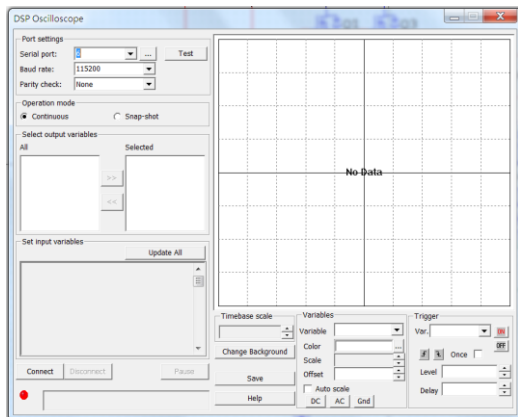 DSP Oscilloscope
Port settings
Serial port:
6
...
Test
Baud rate:
115200
Parity check:
None
Operation mode
Continuous
Snap-shot
Select output variables
All
Selected
>>
<<
Set input variables
Update All
Connect
Disconnect
Pause
No Data
Timebase scale
Change Background
Save
Help
Variables
Variable
Color
...
Scale
Offset
Auto scale
DC
AC
Gnd
Trigger
Var.
ON
OFF
Once
Level
Delay